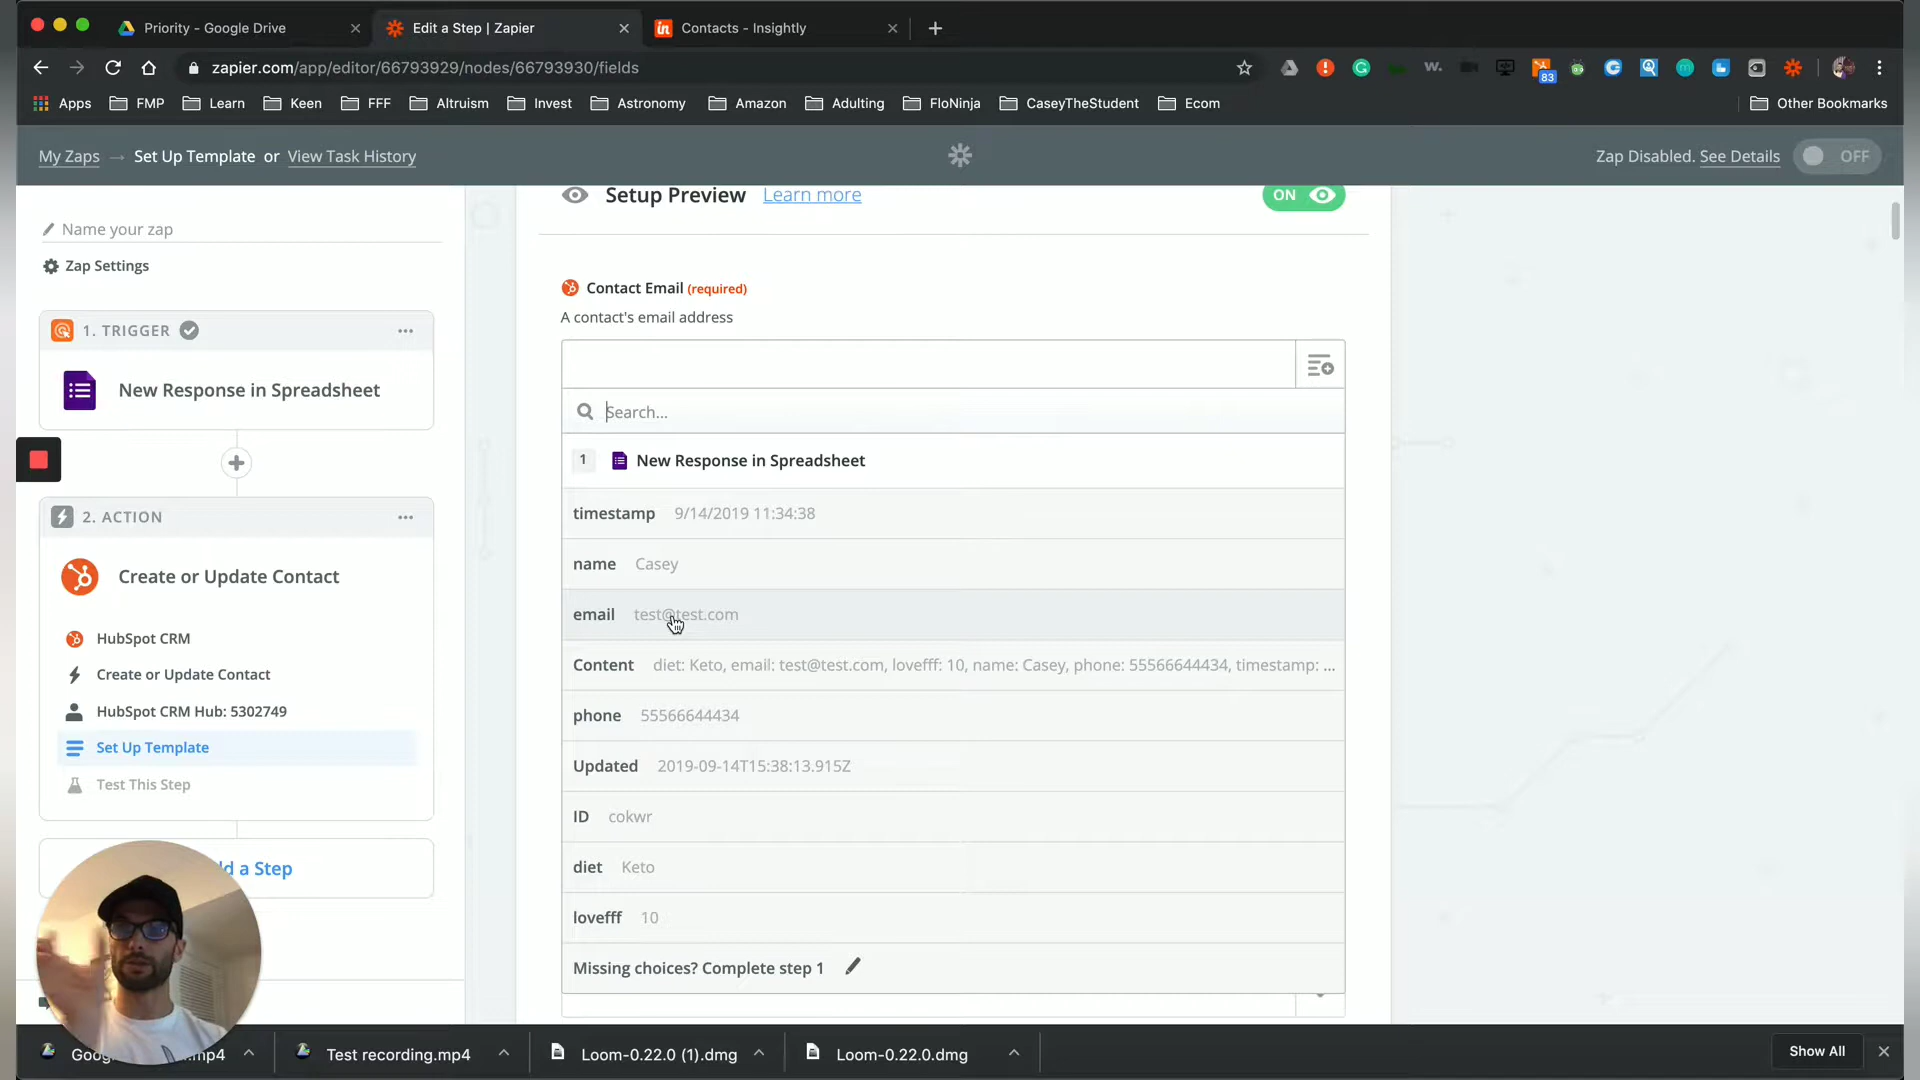 Priority - Google Drive
Edit a Step | Zapier
Contacts - Insightly
zapier.com/app/editor/66793929/nodes/66793930/fields
83
Apps FMP Learn Keen FFF Altruism Invest Astronomy Amazon Adulting FloNinja CaseyTheStudent Ecom Other Bookmarks
My Zaps → Set Up Template or View Task History
Zap Disabled. See Details OFF
Name your zap
Zap Settings
1. TRIGGER
New Response in Spreadsheet
2. ACTION
Create or Update Contact
HubSpot CRM
Create or Update Contact
HubSpot CRM Hub: 5302749
Set Up Template
Test This Step
a Step
Setup Preview Learn more ON
Contact Email (required)
A contact's email address
Search...
1 New Response in Spreadsheet
timestamp 9/14/2019 11:34:38
name Casey
email test@test.com
Content diet: Keto, email: test@test.com, lovefff: 10, name: Casey, phone: 55566644434, timestamp: ...
phone 55566644434
Updated 2019-09-14T15:38:13.915Z
ID cokwr
diet Keto
lovefff 10
Missing choices? Complete step 1
.mp4
Test recording.mp4
Loom-0.22.0 (1).dmg
Loom-0.22.0.dmg
Show All